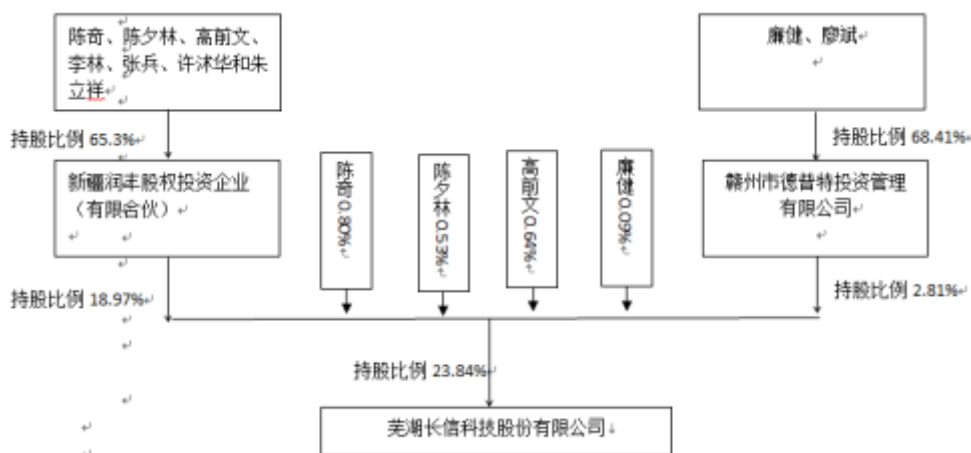 陈奇、陈夕林、高前文、
李林、张兵、许沭华和朱
立祥
廉健、廖斌
持股比例 65.3%
持股比例 68.41%
新疆润丰股权投资企业
（有限合伙）
陈奇0.80%
陈夕林0.53%
高前文0.64%
廉健0.09%
赣州市德普特投资管理
有限公司
持股比例 18.97%
持股比例 2.81%
持股比例 23.84%
芜湖长信科技股份有限公司